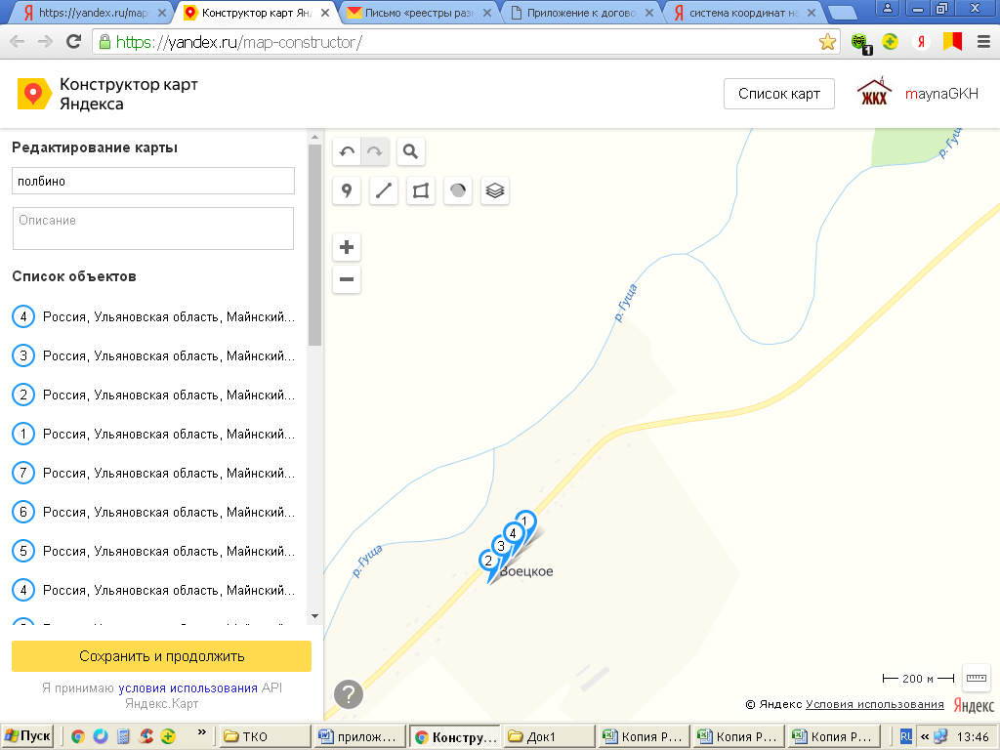 https://yandex.ru/map
Конструктор карт Ян
Письмо «реестры раз
Приложение к догово
система координат на
https://yandex.ru/map-constructor/
1
Конструктор карт
Яндекса
Список карт
ЖКХ
maynaGKH
Редактирование карты
полбино
Описание
Список объектов
4 Россия, Ульяновская область, Майнский...
3 Россия, Ульяновская область, Майнский...
2 Россия, Ульяновская область, Майнский...
1 Россия, Ульяновская область, Майнский...
7 Россия, Ульяновская область, Майнский...
6 Россия, Ульяновская область, Майнский...
5 Россия, Ульяновская область, Майнский...
4 Россия, Ульяновская область, Майнский...
Сохранить и продолжить
Я принимаю условия использования API
Яндекс.Карт
р. Гуща
р. Гуща
1
4
3
2
Воецкое
р. Гуща
?
200 м
© Яндекс Условия использования
Яндекс
Пуск
»
ТКО
прилож...
Констру...
Док1
Копия Р...
Копия Р...
Копия Р...
RU
«
13:46